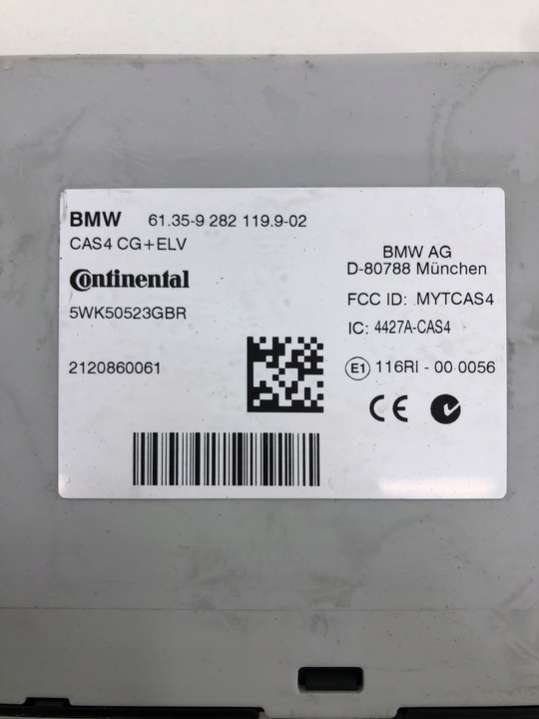 BMW 61.35-9 282 119.9-02
CAS4 CG+ELV
Continental
5WK50523GBR
2120860061
BMW AG
D-80788 München
FCC ID: MYTCAS4
IC: 4427A-CAS4
E1 116RI - 00 0056
CE